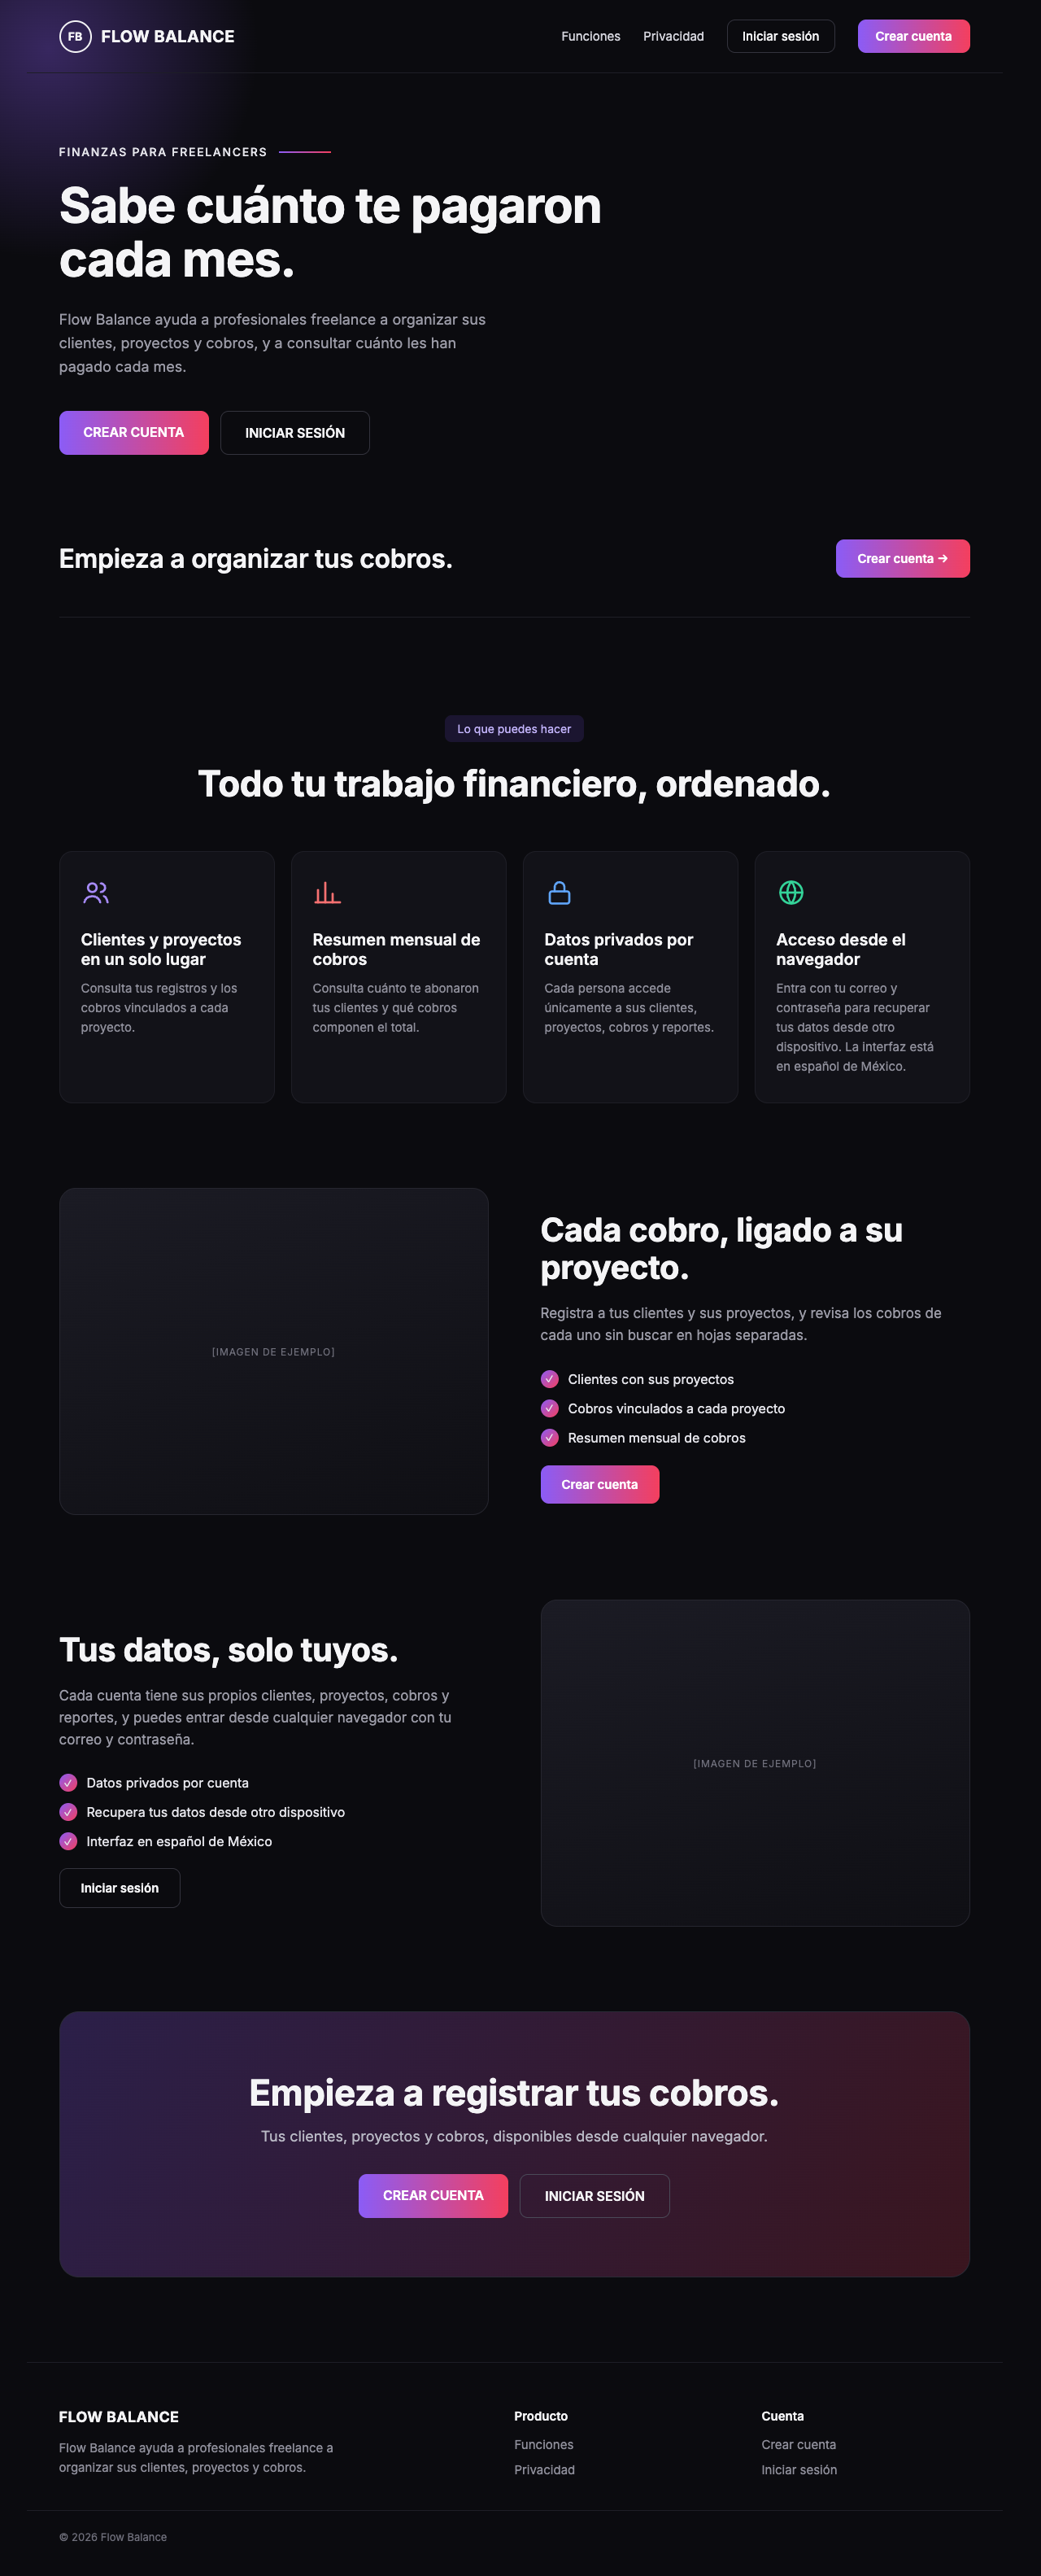 FB FLOW BALANCE
Funciones
Privacidad
Iniciar sesión
Crear cuenta
FINANZAS PARA FREELANCERS
Sabe cuánto te pagaron
cada mes.
Flow Balance ayuda a profesionales freelance a organizar sus
clientes, proyectos y cobros, y a consultar cuánto les han
pagado cada mes.
CREAR CUENTA
INICIAR SESIÓN
Empieza a organizar tus cobros.
Crear cuenta →
Lo que puedes hacer
Todo tu trabajo financiero, ordenado.
Clientes y proyectos
en un solo lugar
Consulta tus registros y los
cobros vinculados a cada
proyecto.
Resumen mensual de
cobros
Consulta cuánto te abonaron
tus clientes y qué cobros
componen el total.
Datos privados por
cuenta
Cada persona accede
únicamente a sus clientes,
proyectos, cobros y reportes.
Acceso desde el
navegador
Entra con tu correo y
contraseña para recuperar
tus datos desde otro
dispositivo. La interfaz está
en español de México.
[IMAGEN DE EJEMPLO]
Cada cobro, ligado a su
proyecto.
Registra a tus clientes y sus proyectos, y revisa los cobros de
cada uno sin buscar en hojas separadas.
Clientes con sus proyectos
Cobros vinculados a cada proyecto
Resumen mensual de cobros
Crear cuenta
Tus datos, solo tuyos.
Cada cuenta tiene sus propios clientes, proyectos, cobros y
reportes, y puedes entrar desde cualquier navegador con tu
correo y contraseña.
Datos privados por cuenta
Recupera tus datos desde otro dispositivo
Interfaz en español de México
Iniciar sesión
[IMAGEN DE EJEMPLO]
Empieza a registrar tus cobros.
Tus clientes, proyectos y cobros, disponibles desde cualquier navegador.
CREAR CUENTA
INICIAR SESIÓN
FLOW BALANCE
Flow Balance ayuda a profesionales freelance a
organizar sus clientes, proyectos y cobros.
Producto
Funciones
Privacidad
Cuenta
Crear cuenta
Iniciar sesión
© 2026 Flow Balance